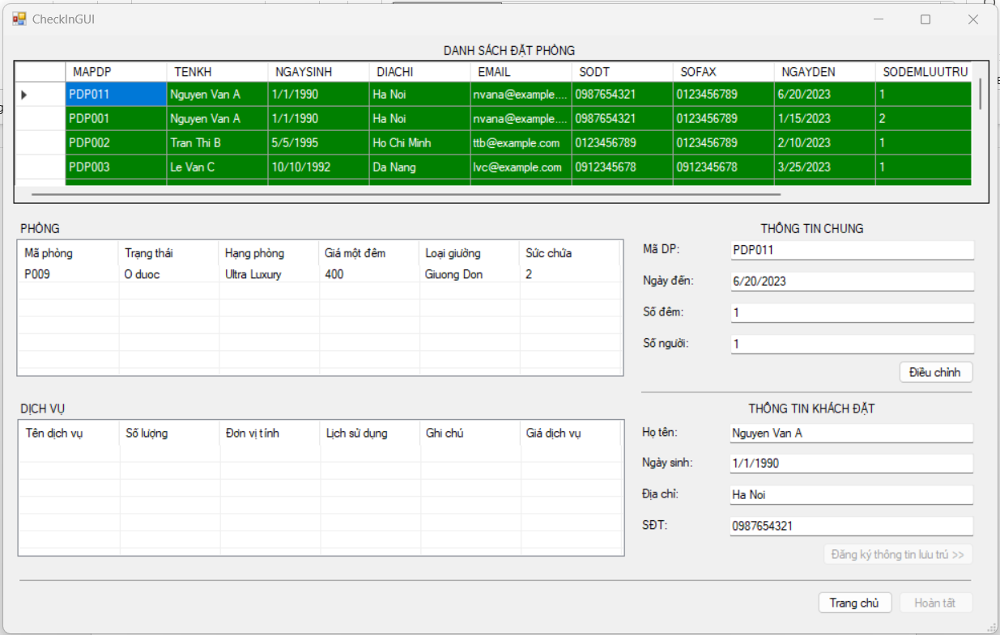 CheckInGUI
DANH SÁCH ĐẶT PHÒNG
MAPDP TENKH NGAYSINH DIACHI EMAIL SODT SOFAX NGAYDEN SODEMLUUTRU
PDP011 Nguyen Van A 1/1/1990 Ha Noi nvana@example.... 0987654321 0123456789 6/20/2023 1
PDP001 Nguyen Van A 1/1/1990 Ha Noi nvana@example.... 0987654321 0123456789 1/15/2023 2
PDP002 Tran Thi B 5/5/1995 Ho Chi Minh ttb@example.com 0123456789 0123456789 2/10/2023 1
PDP003 Le Van C 10/10/1992 Da Nang lvc@example.com 0912345678 0912345678 3/25/2023 1
PHÒNG
Mã phòng Trạng thái Hạng phòng Giá một đêm Loại giường Sức chứa
P009 O duoc Ultra Luxury 400 Giuong Don 2
THÔNG TIN CHUNG
Mã DP: PDP011
Ngày đến: 6/20/2023
Số đêm: 1
Số người: 1
Điều chỉnh
DỊCH VỤ
Tên dịch vụ Số lượng Đơn vị tính Lịch sử dụng Ghi chú Giá dịch vụ
THÔNG TIN KHÁCH ĐẶT
Họ tên: Nguyen Van A
Ngày sinh: 1/1/1990
Địa chỉ: Ha Noi
SĐT: 0987654321
Đăng ký thông tin lưu trú >>
Trang chủ Hoàn tất